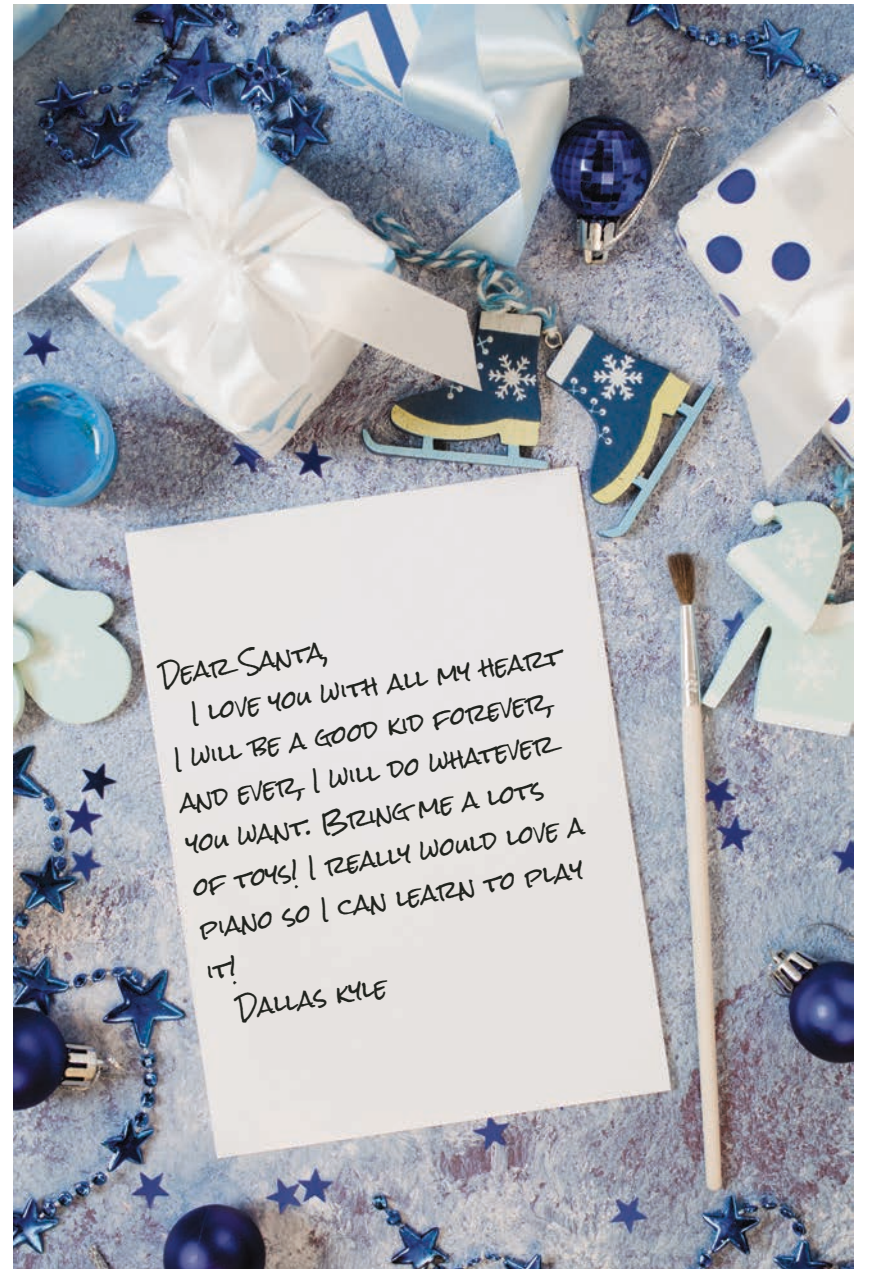 DEAR SANTA,
I LOVE YOU WITH ALL MY HEART
I WILL BE A GOOD KID FOREVER,
AND EVER, I WILL DO WHATEVER
YOU WANT. BRING ME A LOTS
OF TOYS! I REALLY WOULD LOVE A
PIANO SO I CAN LEARN TO PLAY
IT!
DALLAS KYLE